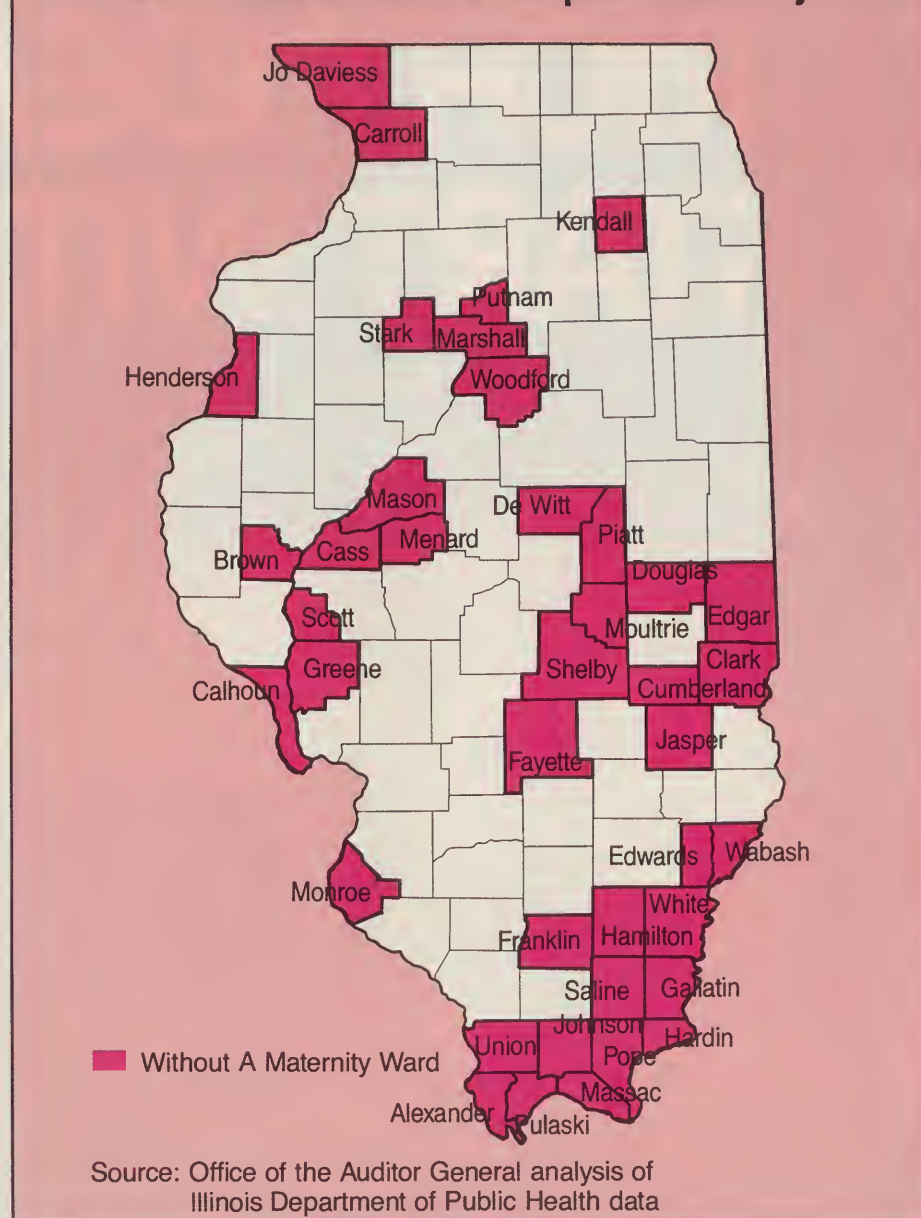 Jo Daviess
Carroll
Kendall
Putnam
Stark
Marshall
Henderson
Woodford
Mason
De Witt
Menard
Piatt
Brown
Cass
Douglas
Scott
Moultrie
Edgar
Greene
Shelby
Clark
Calhoun
Cumberland
Jasper
Fayette
Edwards
Wabash
Monroe
White
Franklin
Hamilton
Saline
Gallatin
Johnson
Hardin
Union
Pope
Without A Maternity Ward
Massac
Alexander
Pulaski
Source: Office of the Auditor General analysis of
Illinois Department of Public Health data